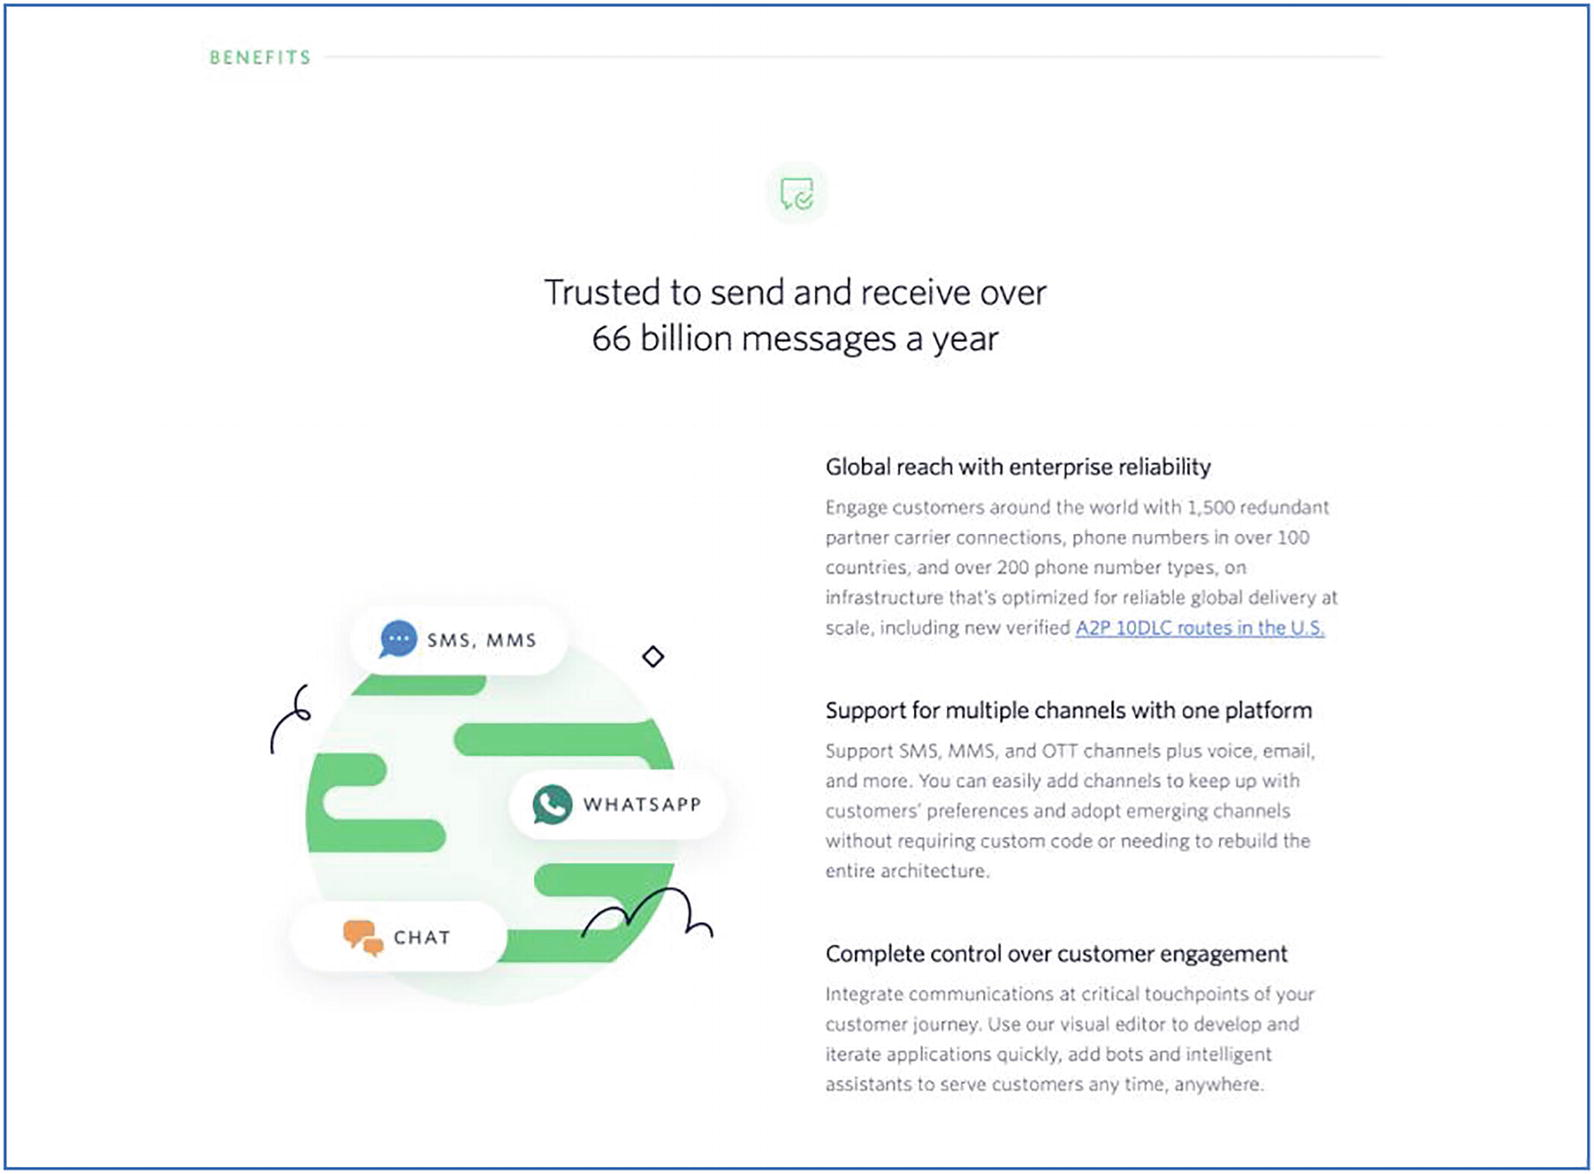 BENEFITS
Trusted to send and receive over
66 billion messages a year
Global reach with enterprise reliability
Engage customers around the world with 1,500 redundant
partner carrier connections, phone numbers in over 100
countries, and over 200 phone number types, on
infrastructure that's optimized for reliable global delivery at
scale, including new verified A2P 10DLC routes in the U.S.
SMS, MMS
WHATSAPP
CHAT
Support for multiple channels with one platform
Support SMS, MMS, and OTT channels plus voice, email,
and more. You can easily add channels to keep up with
customers' preferences and adopt emerging channels
without requiring custom code or needing to rebuild the
entire architecture.
Complete control over customer engagement
Integrate communications at critical touchpoints of your
customer journey. Use our visual editor to develop and
iterate applications quickly, add bots and intelligent
assistants to serve customers any time, anywhere.